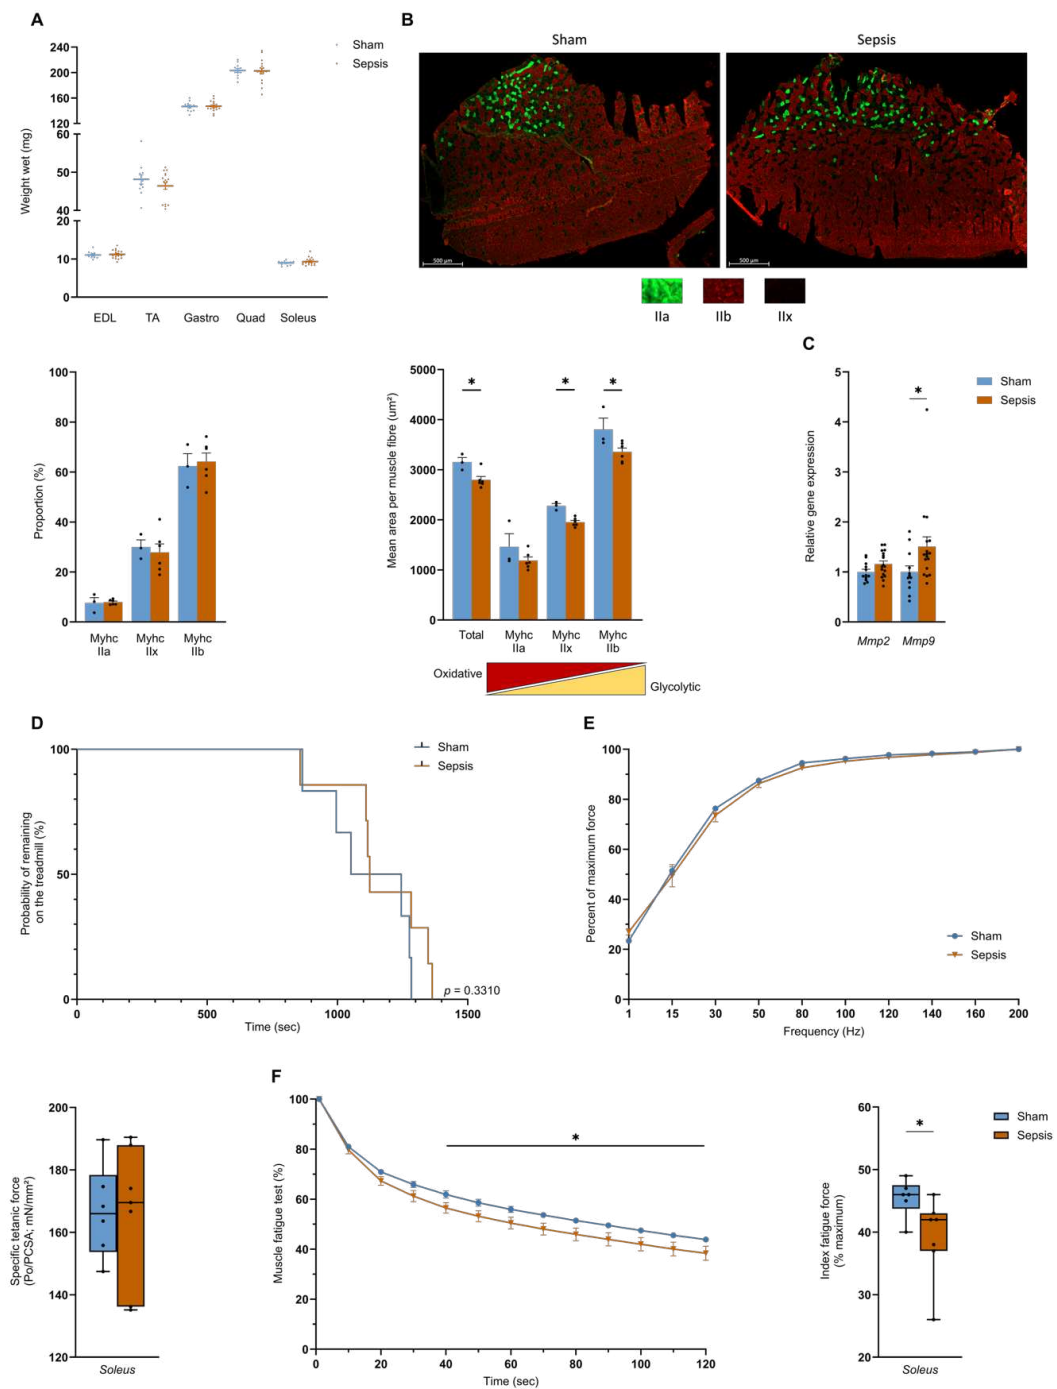 A
Sham
Sepsis
240
200
160
120
60
50
40
20
10
0
Weight wet (mg)
EDL TA Gastro Quad Soleus
B
Sham Sepsis
500 µm
500 µm
IIa IIb IIx
100
80
60
40
20
0
Proportion (%)
Myhc IIa
Myhc IIx
Myhc IIb
5000
4000
3000
2000
1000
0
Mean area per muscle fibre (um²)
*
*
*
Total
Myhc IIa
Myhc IIx
Myhc IIb
Oxidative
Glycolytic
C
Sham
Sepsis
5
4
3
2
1
0
Relative gene expression
*
Mmp2 Mmp9
D
Sham
Sepsis
100
50
0
Probability of remaining
on the treadmill (%)
p = 0.3310
0 500 1000 1500
Time (sec)
E
100
80
60
40
20
0
Percent of maximum force
Sham
Sepsis
1 15 30 50 80 100 120 140 160 200
Frequency (Hz)
200
180
160
140
120
Specific tetanic force
(Po/PCSA; mN/mm²)
Soleus
F
100
80
60
40
20
0
Muscle fatigue test (%)
*
0 20 40 60 80 100 120
Time (sec)
60
50
40
30
20
Index fatigue force
(% maximum)
*
Soleus
Sham
Sepsis